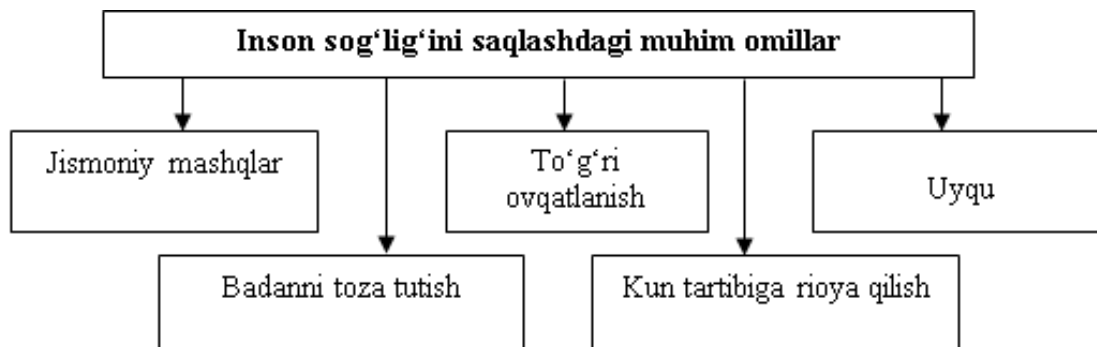 Inson sog‘lig‘ini saqlashdagi muhim omillar
Jismoniy mashqlar
To‘g‘ri
ovqatlanish
Uyqu
Badanni toza tutish
Kun tartibiga rioya qilish